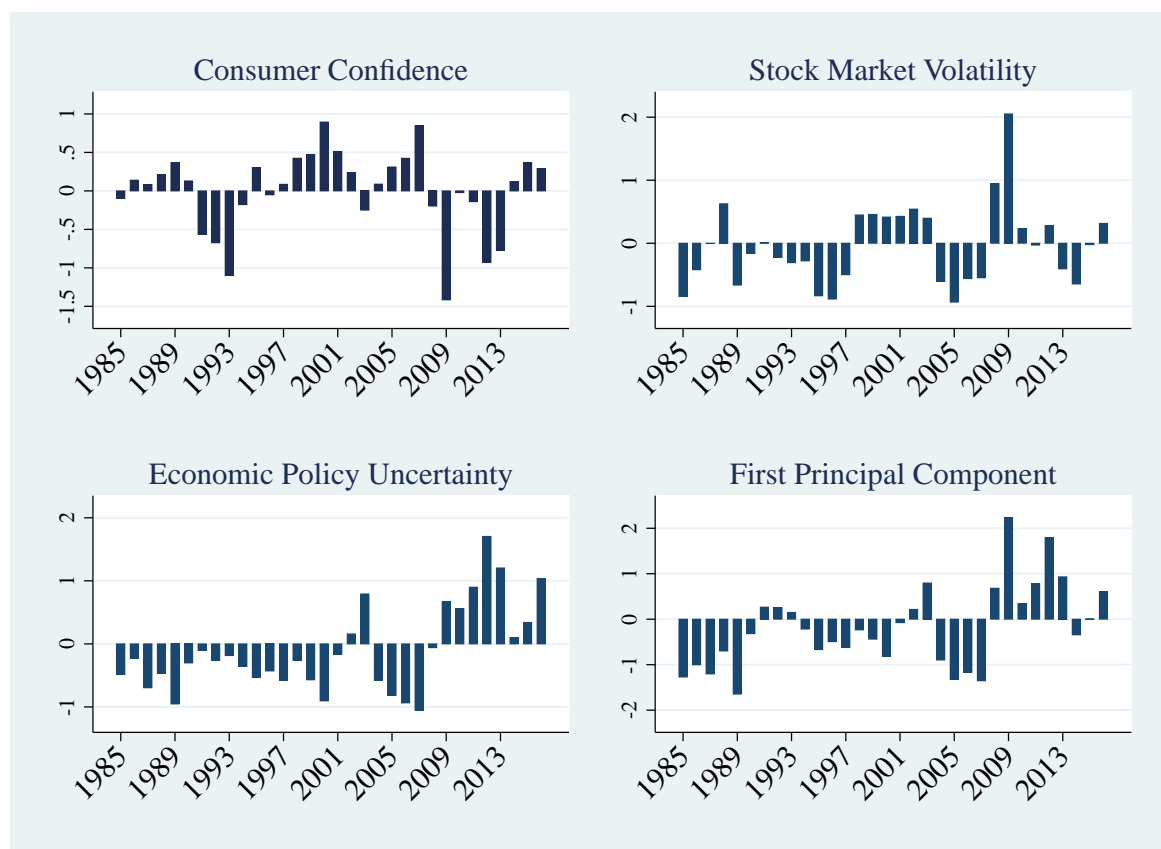 Consumer Confidence
1
.5
0
-.5
-1
-1.5
1985 1989 1993 1997 2001 2005 2009 2013
Stock Market Volatility
2
1
0
-1
1985 1989 1993 1997 2001 2005 2009 2013
Economic Policy Uncertainty
2
1
0
-1
1985 1989 1993 1997 2001 2005 2009 2013
First Principal Component
2
1
0
-1
-2
1985 1989 1993 1997 2001 2005 2009 2013